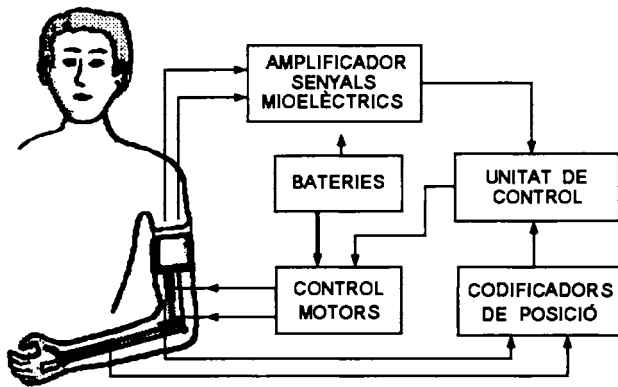 AMPLIFICADOR
SENYALS
MIOELÈCTRICS
BATERIES
UNITAT DE
CONTROL
CONTROL
MOTORS
CODIFICADORS
DE POSICIÓ